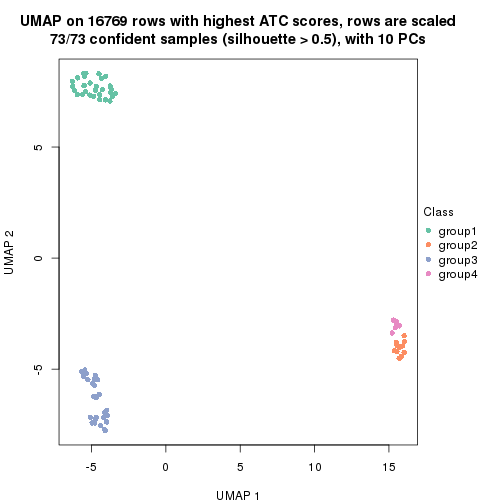 UMAP on 16769 rows with highest ATC scores, rows are scaled
73/73 confident samples (silhouette > 0.5), with 10 PCs
UMAP 2
5
0
-5
-5
0
5
10
15
UMAP 1
Class
group1
group2
group3
group4